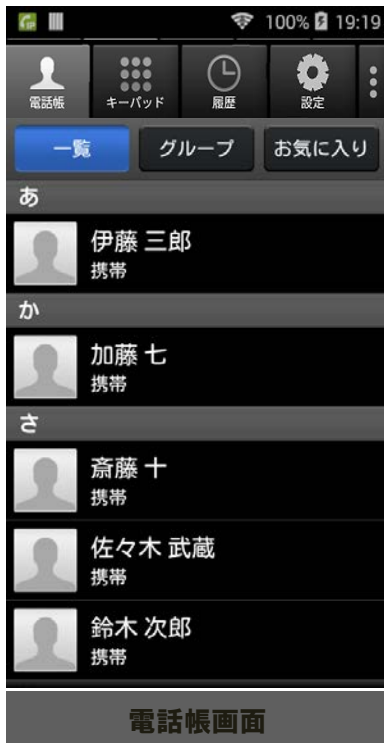 100% 19:19
電話帳 キーパッド 履歴 設定
一覧 グループ お気に入り
あ
伊藤 三郎
携帯
か
加藤 七
携帯
さ
斎藤 十
携帯
佐々木 武蔵
携帯
鈴木 次郎
携帯
電話帳画面